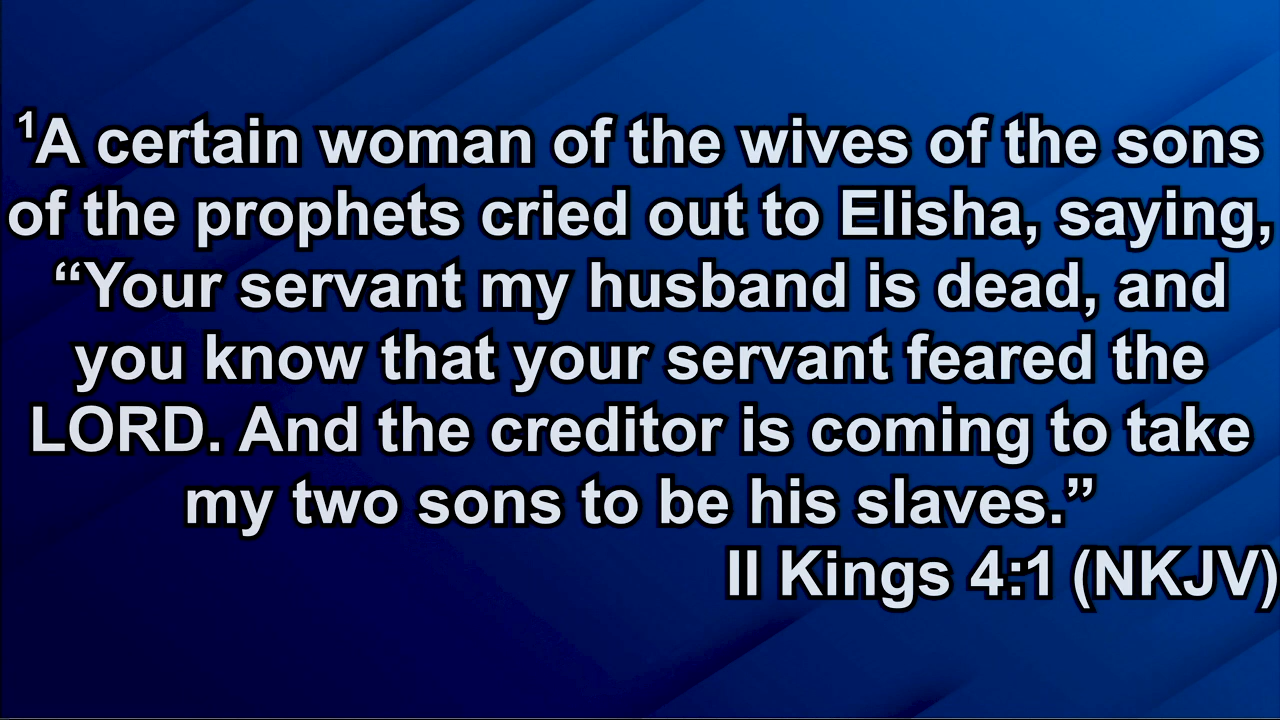 ¹A certain woman of the wives of the sons
of the prophets cried out to Elisha, saying,
“Your servant my husband is dead, and
you know that your servant feared the
LORD. And the creditor is coming to take
my two sons to be his slaves.”
II Kings 4:1 (NKJV)